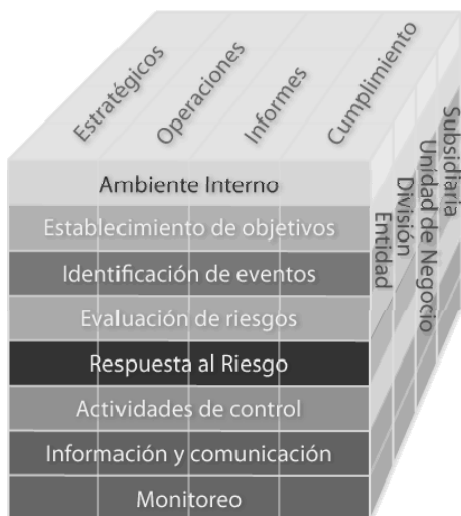 Estratégicos
Operaciones
Informes
Cumplimiento
Ambiente Interno
Establecimiento de objetivos
Identificación de eventos
Evaluación de riesgos
Respuesta al Riesgo
Actividades de control
Información y comunicación
Monitoreo
Entidad
División
Unidad de Negocio
Subsidiaria